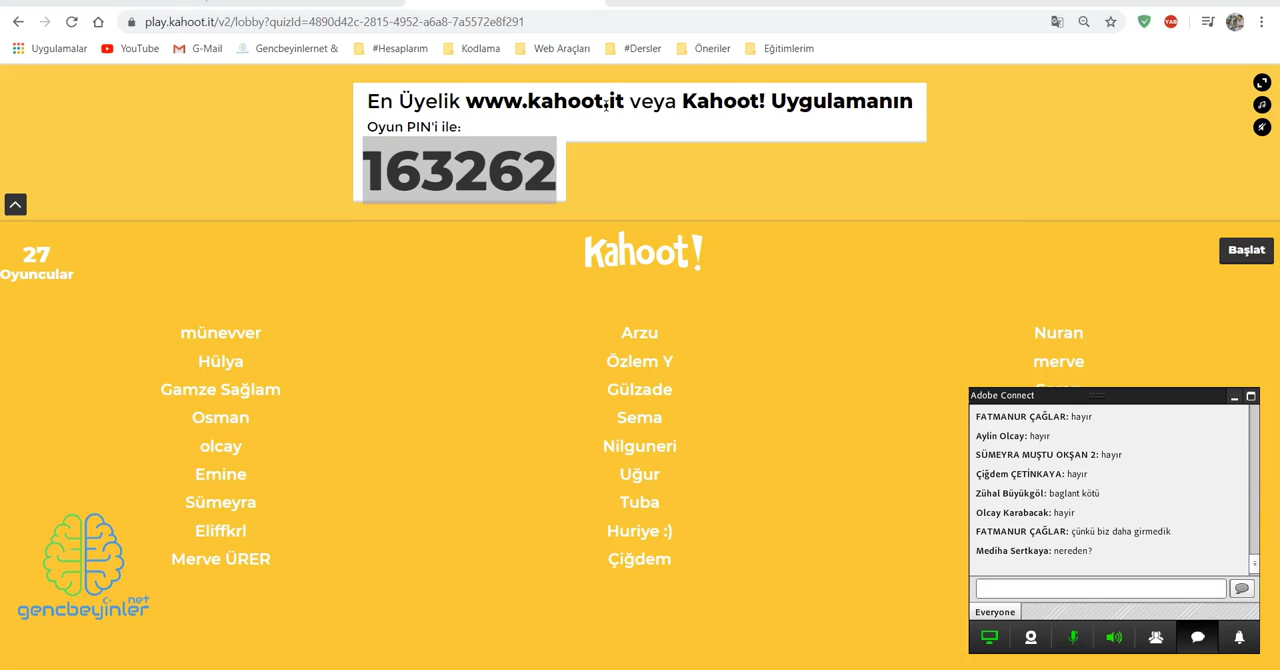 play.kahoot.it/v2/lobby?quizId=4890d42c-2815-4952-a6a8-7a5572e8f291
Uygulamalar YouTube G-Mail Gencbeyinlernet & #Hesaplarım Kodlama Web Araçları #Dersler Öneriler Eğitimlerim
En Üyelik www.kahoot.it veya Kahoot! Uygulamanın
Oyun PIN'i ile:
163262
27
Oyuncular
Kahoot!
Başlat
münevver Arzu Nuran
Hülya Özlem Y merve
Gamze Sağlam Gülzade
Osman Sema
olcay Nilguneri
Emine Uğur
Sümeyra Tuba
Eliffkrl Huriye :)
Merve ÜRER Çiğdem
Adobe Connect
FATMANUR ÇAĞLAR: hayır
Aylin Olcay: hayır
SÜMEYRA MUŞTU OKŞAN 2: hayır
Çiğdem ÇETİNKAYA: hayır
Zühal Büyükgöl: baglant kötü
Olcay Karabacak: hayir
FATMANUR ÇAĞLAR: çünkü biz daha girmedik
Mediha Sertkaya: nereden?
Everyone
gencbeyinler.net